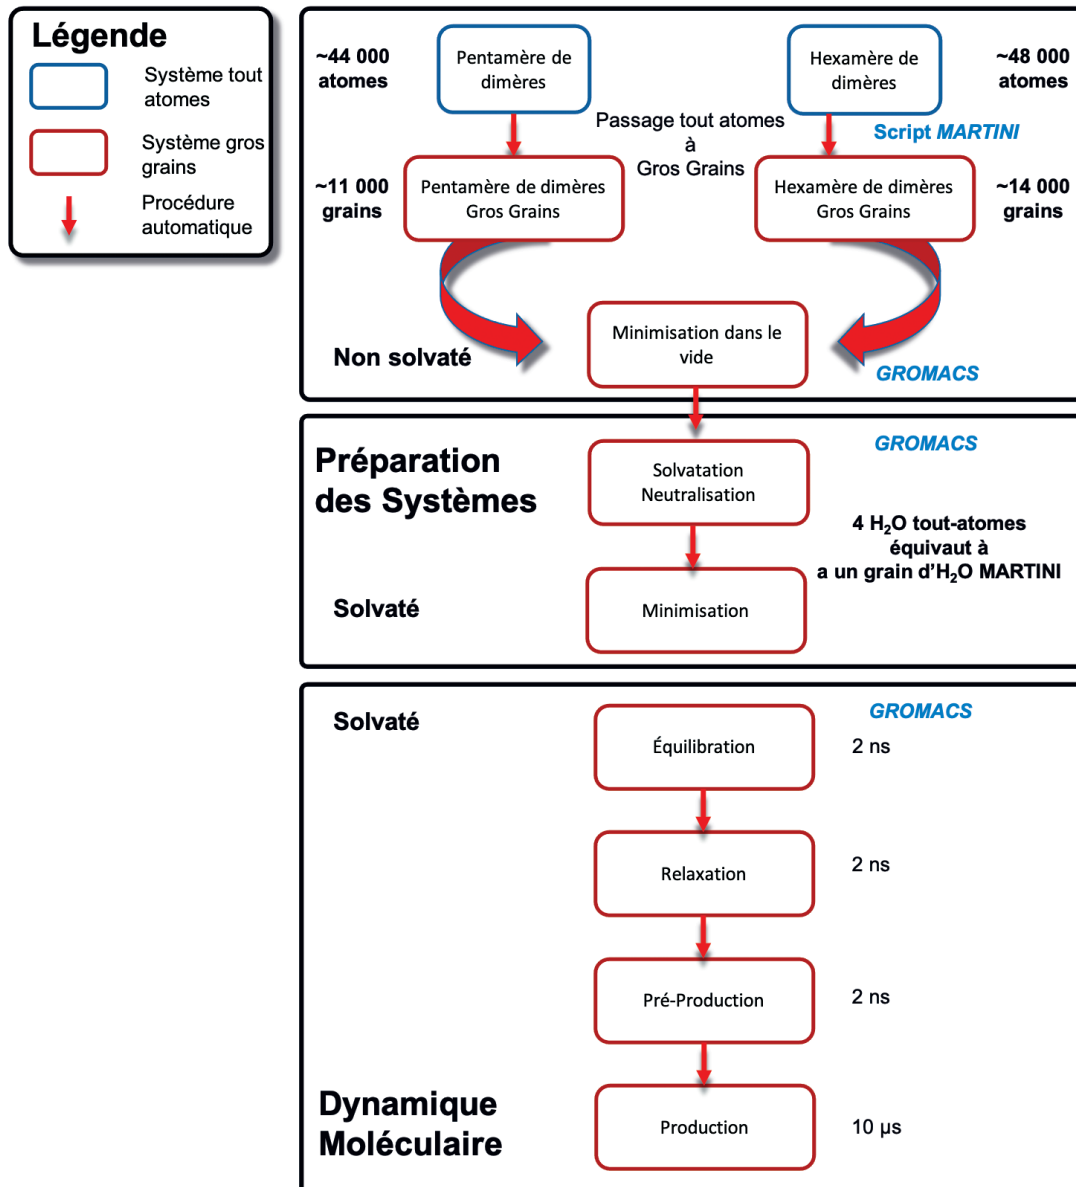 Légende
Système tout
atomes
Système gros
grains
Procédure
automatique
~44 000
atomes
Pentamère de
dimères
Hexamère de
dimères
~48 000
atomes
Passage tout atomes
à
Gros Grains
Script MARTINI
~11 000
grains
Pentamère de dimères
Gros Grains
Hexamère de dimères
Gros Grains
~14 000
grains
Minimisation dans le
vide
Non solvaté
GROMACS
Préparation
des Systèmes
Solvatation
Neutralisation
GROMACS
4 H₂O tout-atomes
équivaut à
a un grain d'H₂O MARTINI
Solvaté
Minimisation
Solvaté
GROMACS
Équilibration
2 ns
Relaxation
2 ns
Pré-Production
2 ns
Dynamique
Moléculaire
Production
10 µs